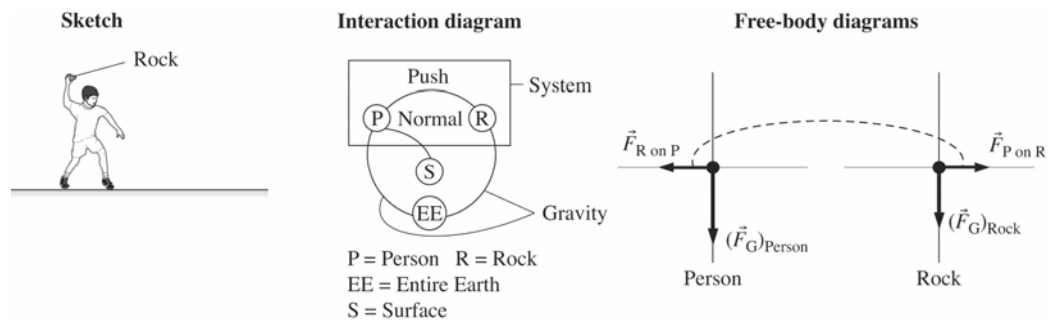 Sketch
Rock
Interaction diagram
Push
System
P Normal R
S
EE
Gravity
P = Person R = Rock
EE = Entire Earth
S = Surface
Free-body diagrams
F⃗ R on P
(F⃗G)Person
Person
F⃗ P on R
(F⃗G)Rock
Rock